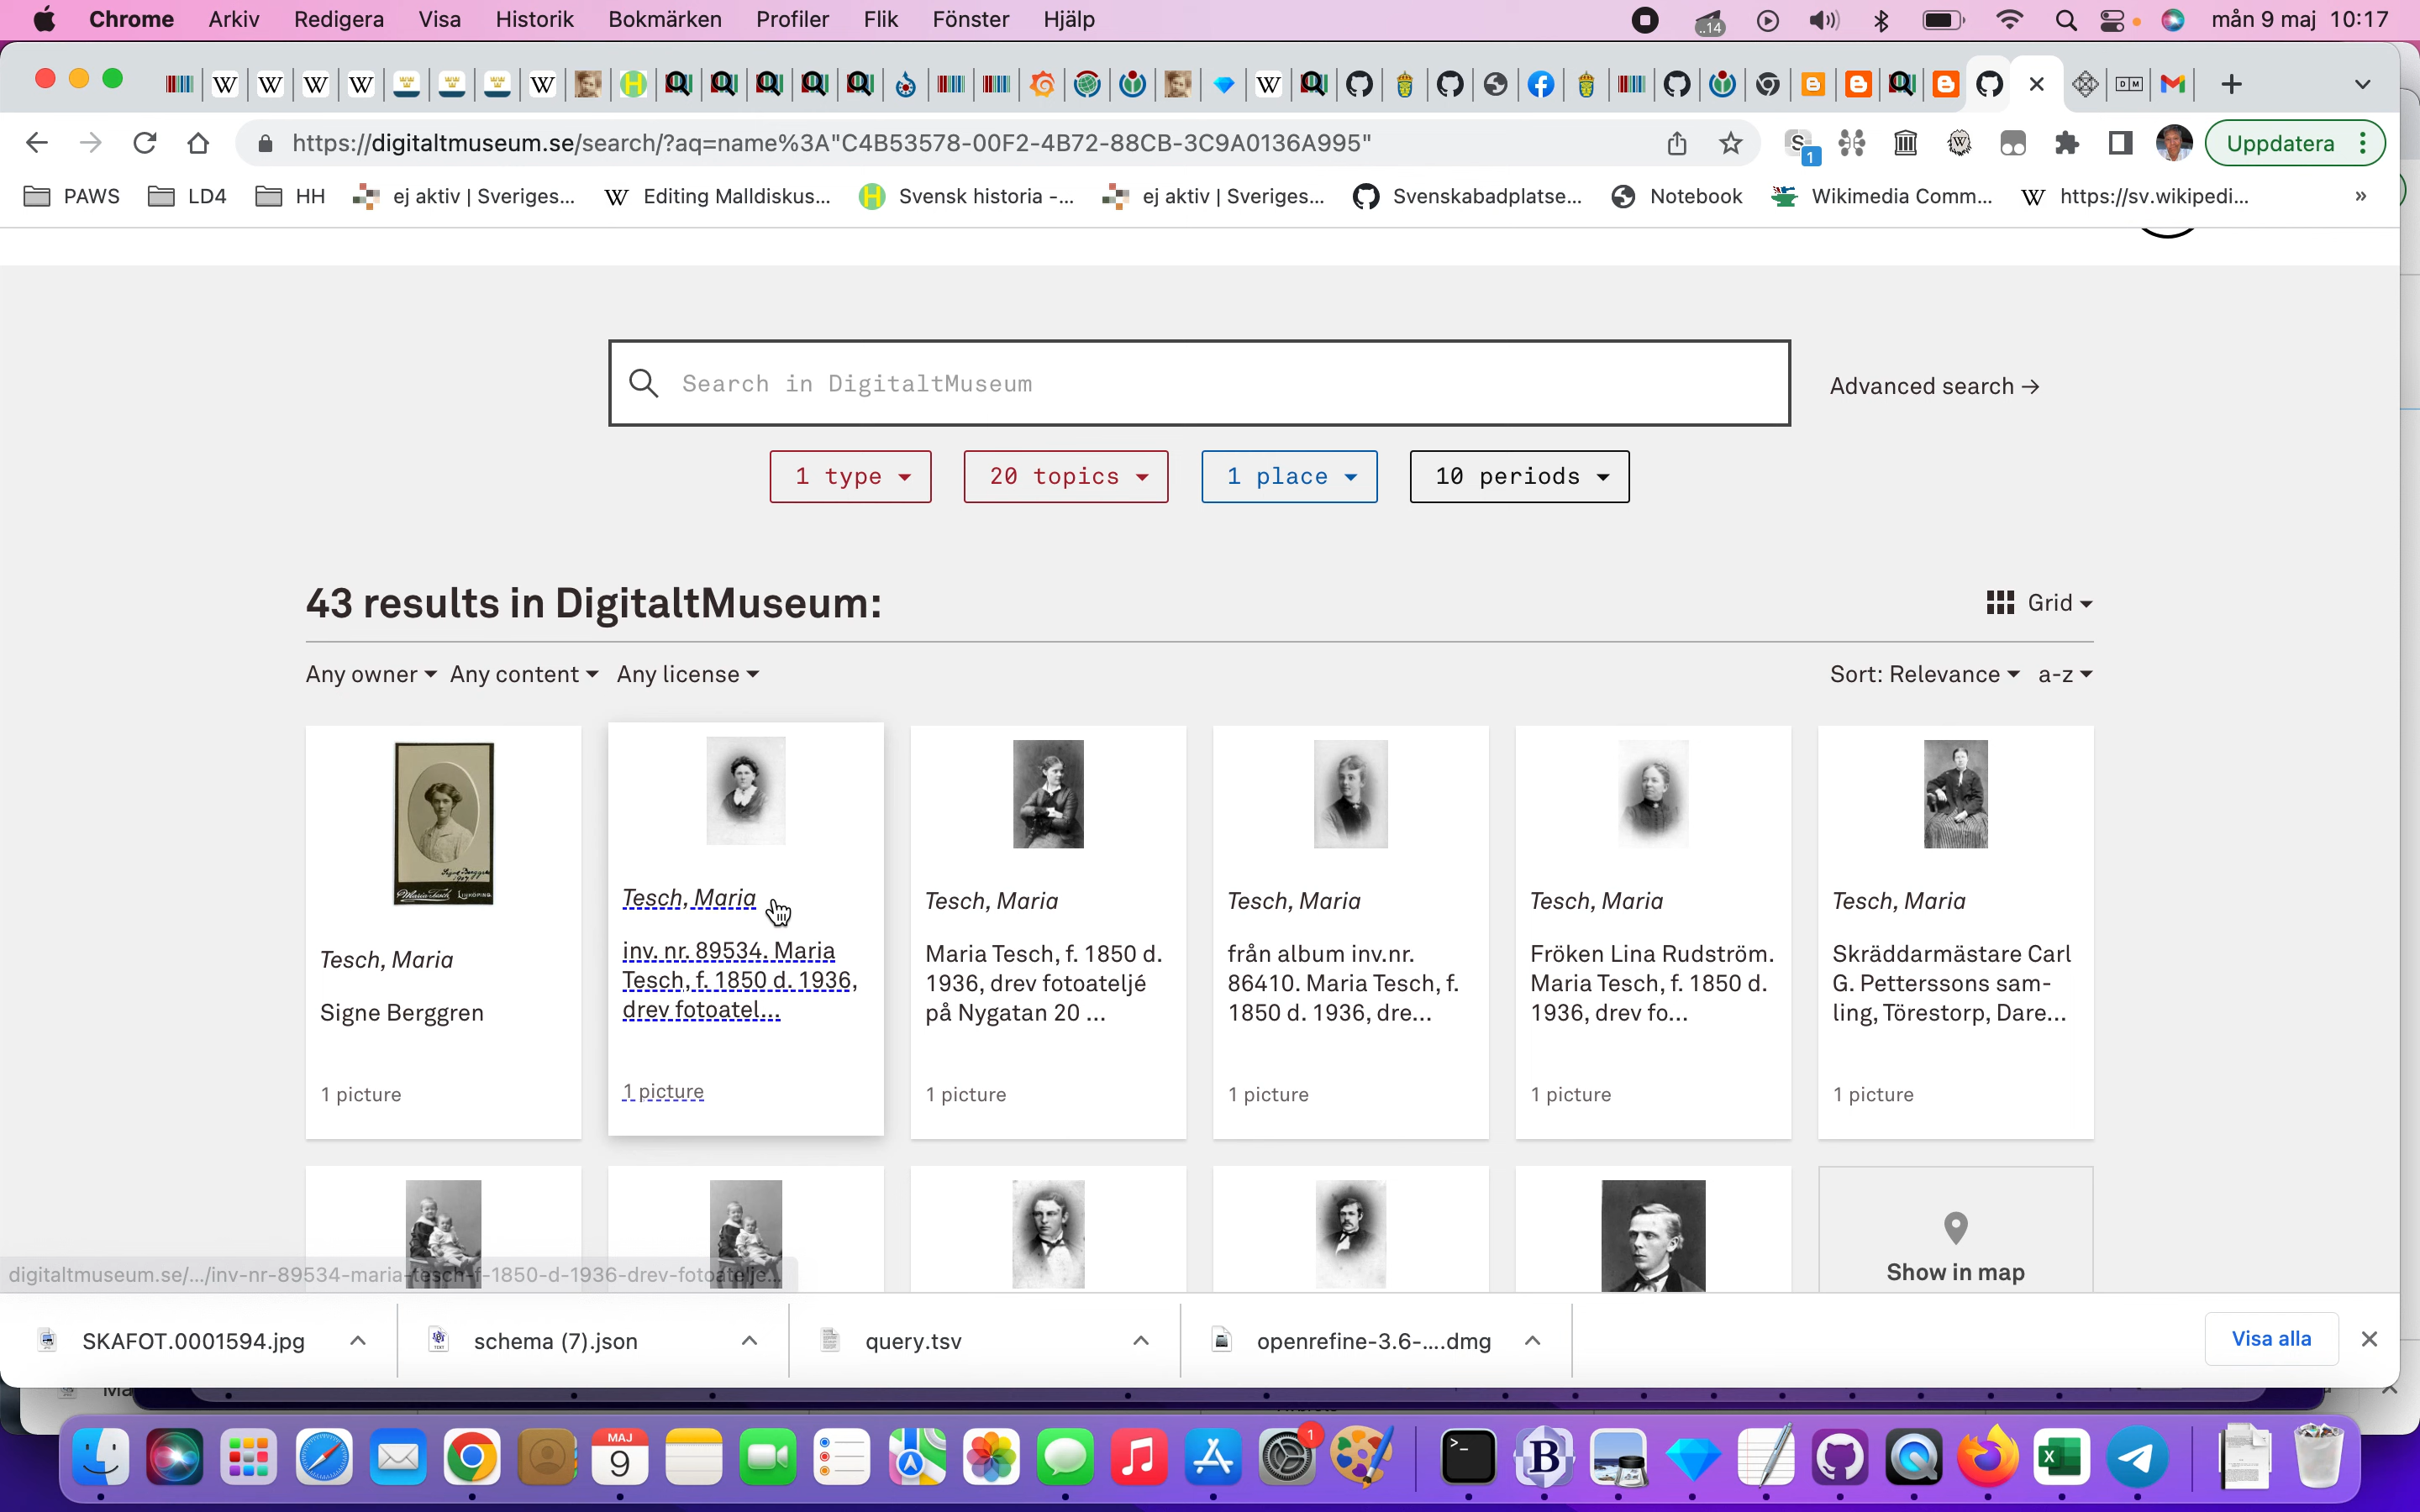 Chrome Arkiv Redigera Visa Historik Bokmärken Profiler Flik Fönster Hjälp ..14 mån 9 maj 10:17
https://digitaltmuseum.se/search/?aq=name%3A"C4B53578-00F2-4B72-88CB-3C9A0136A995" 1 Uppdatera
PAWS LD4 HH ej aktiv | Sveriges... Editing Malldiskus... Svensk historia -... ej aktiv | Sveriges... Svenskabadplatse... Notebook Wikimedia Comm... https://sv.wikipedi... »
Search in DigitaltMuseum
Advanced search →
1 type 20 topics 1 place 10 periods
43 results in DigitaltMuseum:
Grid
Any owner Any content Any license
Sort: Relevance a-z
Maria Tesch
Tesch, Maria
Signe Berggren
1 picture
Tesch, Maria
inv. nr. 89534. Maria
Tesch, f. 1850 d. 1936,
drev fotoatel...
1 picture
Tesch, Maria
Maria Tesch, f. 1850 d.
1936, drev fotoateljé
på Nygatan 20 ...
1 picture
Tesch, Maria
från album inv.nr.
86410. Maria Tesch, f.
1850 d. 1936, dre...
1 picture
Tesch, Maria
Fröken Lina Rudström.
Maria Tesch, f. 1850 d.
1936, drev fo...
1 picture
Tesch, Maria
Skräddarmästare Carl
G. Petterssons sam-
ling, Törestorp, Dare...
1 picture
Show in map
digitaltmuseum.se/.../inv-nr-89534-maria-tesch-f-1850-d-1936-drev-fotoatelje...
SKAFOT.0001594.jpg schema (7).json query.tsv openrefine-3.6-....dmg Visa alla
MAJ
9
1